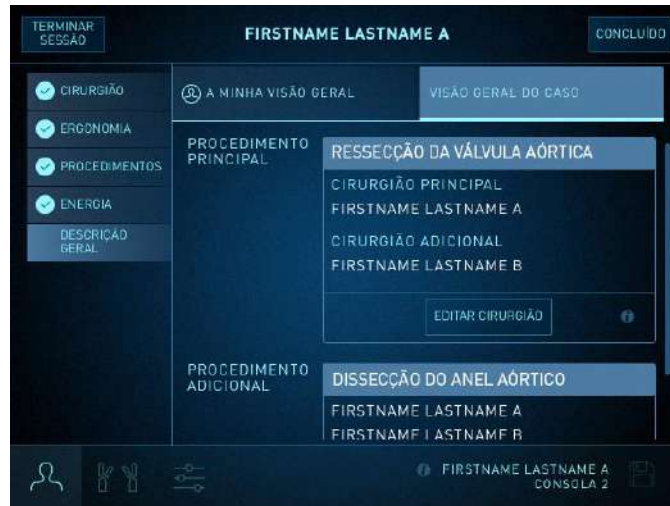 TERMINAR
SESSÃO
FIRSTNAME LASTNAME A
CONCLUÍDO
CIRURGIÃO
ERGONOMIA
PROCEDIMENTOS
ENERGIA
DESCRIÇÃO
GERAL
A MINHA VISÃO GERAL
VISÃO GERAL DO CASO
PROCEDIMENTO
PRINCIPAL
RESSECÇÃO DA VÁLVULA AÓRTICA
CIRURGIÃO PRINCIPAL
FIRSTNAME LASTNAME A
CIRURGIÃO ADICIONAL
FIRSTNAME LASTNAME B
EDITAR CIRURGIÃO
PROCEDIMENTO
ADICIONAL
DISSECÇÃO DO ANEL AÓRTICO
FIRSTNAME LASTNAME A
FIRSTNAME LASTNAME B
FIRSTNAME LASTNAME A
CONSOLA 2